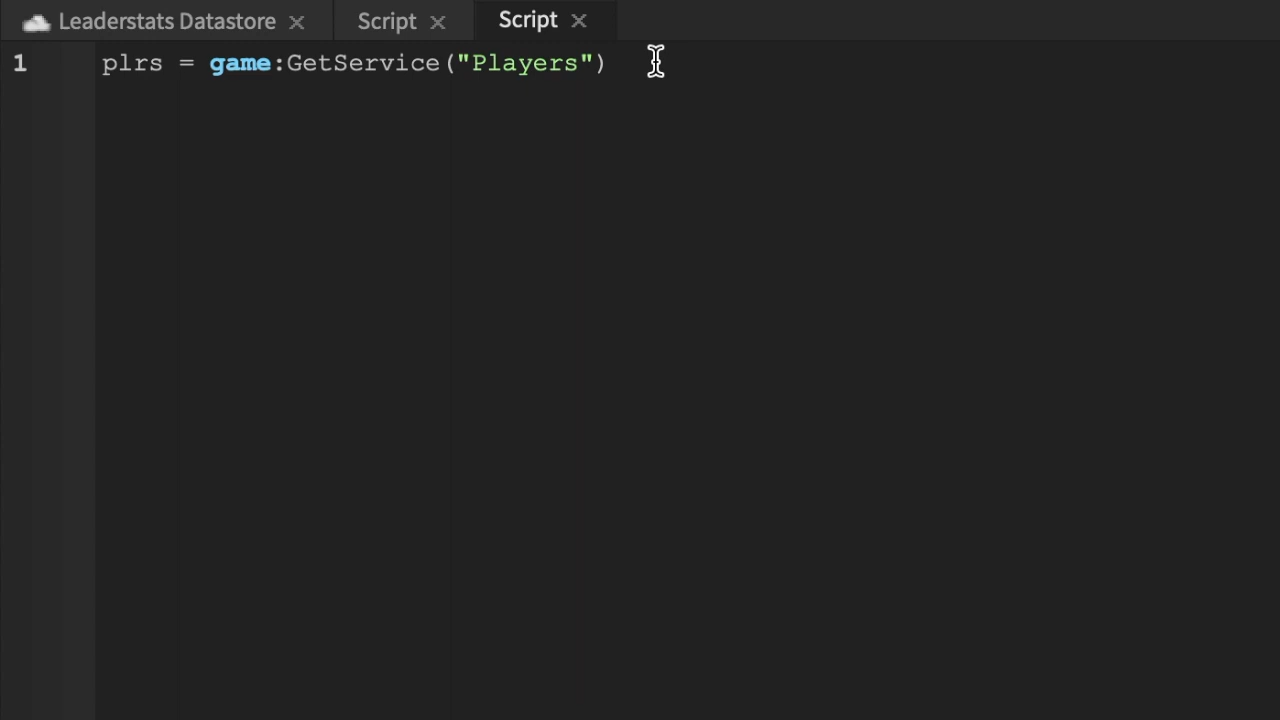 Leaderstats Datastore × Script × Script ×
1 plrs = game:GetService("Players")